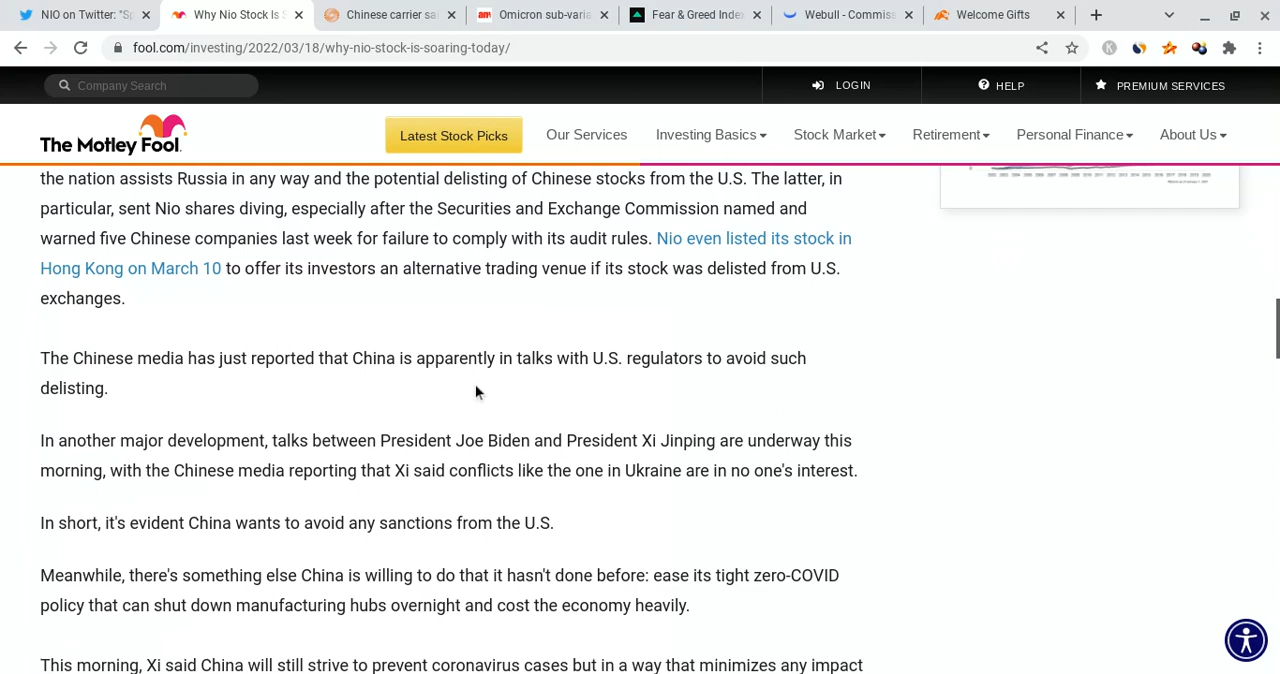 NIO on Twitter: "Sp
Why Nio Stock Is S
Chinese carrier sa
Omicron sub-varia
Fear & Greed Index
Webull - Commiss
Welcome Gifts
fool.com/investing/2022/03/18/why-nio-stock-is-soaring-today/
Company Search
LOGIN
HELP
PREMIUM SERVICES
The Motley Fool.
Latest Stock Picks
Our Services
Investing Basics
Stock Market
Retirement
Personal Finance
About Us
the nation assists Russia in any way and the potential delisting of Chinese stocks from the U.S. The latter, in
particular, sent Nio shares diving, especially after the Securities and Exchange Commission named and
warned five Chinese companies last week for failure to comply with its audit rules. Nio even listed its stock in
Hong Kong on March 10 to offer its investors an alternative trading venue if its stock was delisted from U.S.
exchanges.
The Chinese media has just reported that China is apparently in talks with U.S. regulators to avoid such
delisting.
In another major development, talks between President Joe Biden and President Xi Jinping are underway this
morning, with the Chinese media reporting that Xi said conflicts like the one in Ukraine are in no one's interest.
In short, it's evident China wants to avoid any sanctions from the U.S.
Meanwhile, there's something else China is willing to do that it hasn't done before: ease its tight zero-COVID
policy that can shut down manufacturing hubs overnight and cost the economy heavily.
This morning, Xi said China will still strive to prevent coronavirus cases but in a way that minimizes any impact